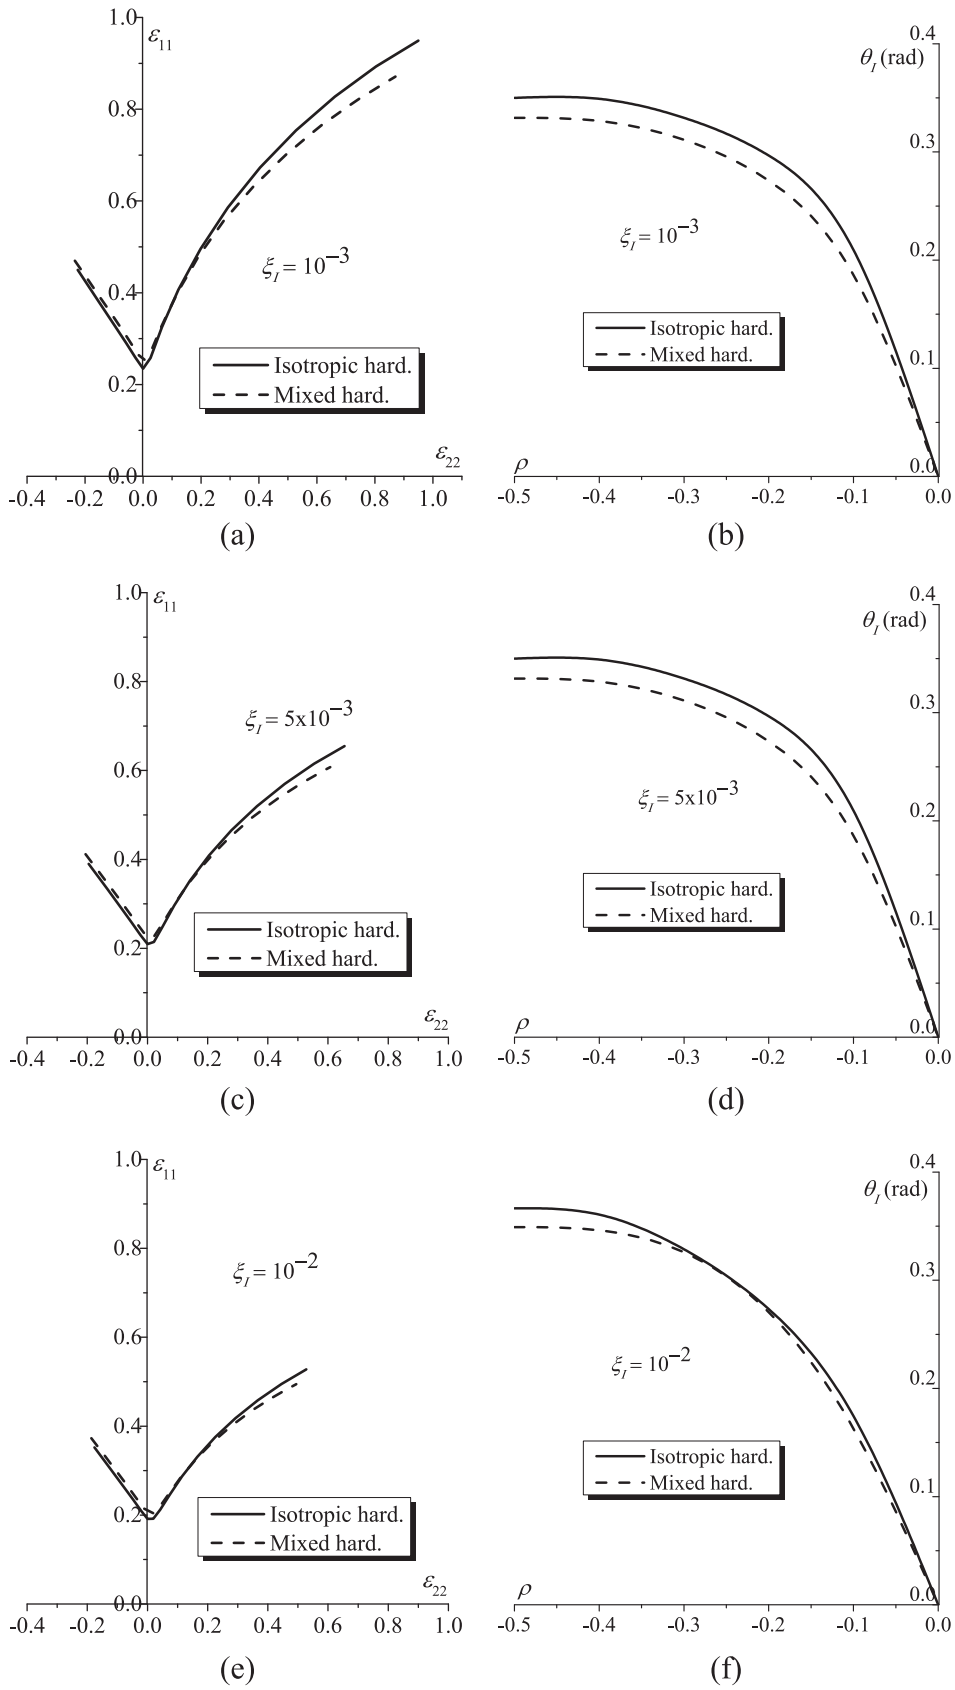 1.0
ε11
0.8
0.6
0.4
0.2
0.0
ξI = 10−3
Isotropic hard.
Mixed hard.
ε22
-0.4 -0.2 0.0 0.2 0.4 0.6 0.8 1.0
(a)
0.4
θI (rad)
0.3
0.2
0.1
0.0
ξI = 10−3
Isotropic hard.
Mixed hard.
ρ
-0.5 -0.4 -0.3 -0.2 -0.1 0.0
(b)
1.0
ε11
0.8
0.6
0.4
0.2
0.0
ξI = 5x10−3
Isotropic hard.
Mixed hard.
ε22
-0.4 -0.2 0.0 0.2 0.4 0.6 0.8 1.0
(c)
0.4
θI (rad)
0.3
0.2
0.1
0.0
ξI = 5x10−3
Isotropic hard.
Mixed hard.
ρ
-0.5 -0.4 -0.3 -0.2 -0.1 0.0
(d)
1.0
ε11
0.8
0.6
0.4
0.2
0.0
ξI = 10−2
Isotropic hard.
Mixed hard.
ε22
-0.4 -0.2 0.0 0.2 0.4 0.6 0.8 1.0
(e)
0.4
θI (rad)
0.3
0.2
0.1
0.0
ξI = 10−2
Isotropic hard.
Mixed hard.
ρ
-0.5 -0.4 -0.3 -0.2 -0.1 0.0
(f)